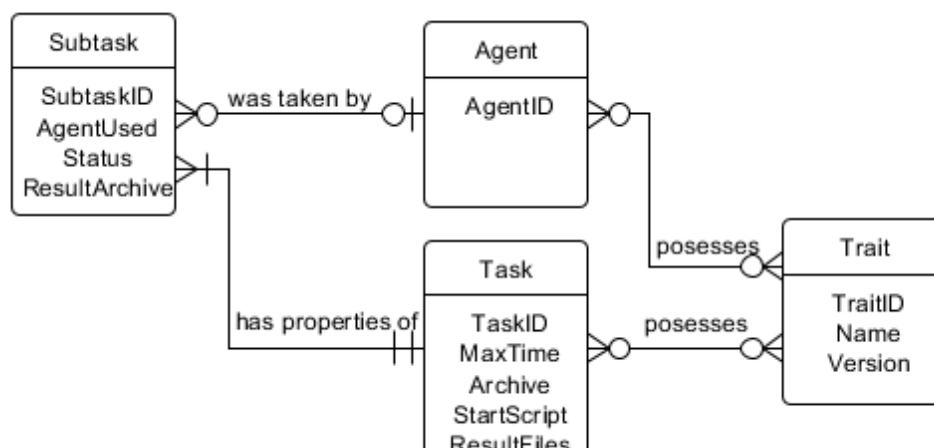 Subtask
SubtaskID
AgentUsed
Status
ResultArchive
was taken by
Agent
AgentID
has properties of
Task
TaskID
MaxTime
Archive
StartScript
ResultFiles
posesses
posesses
Trait
TraitID
Name
Version